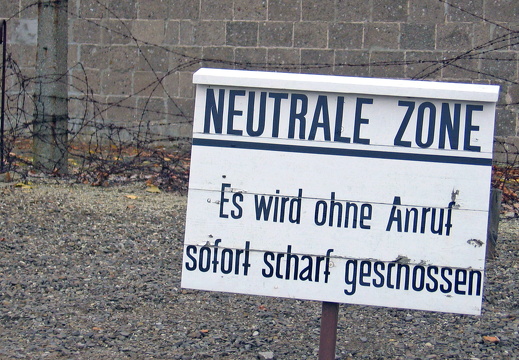 NEUTRALE ZONE
Es wird ohne Anruf
sofort scharf geschossen